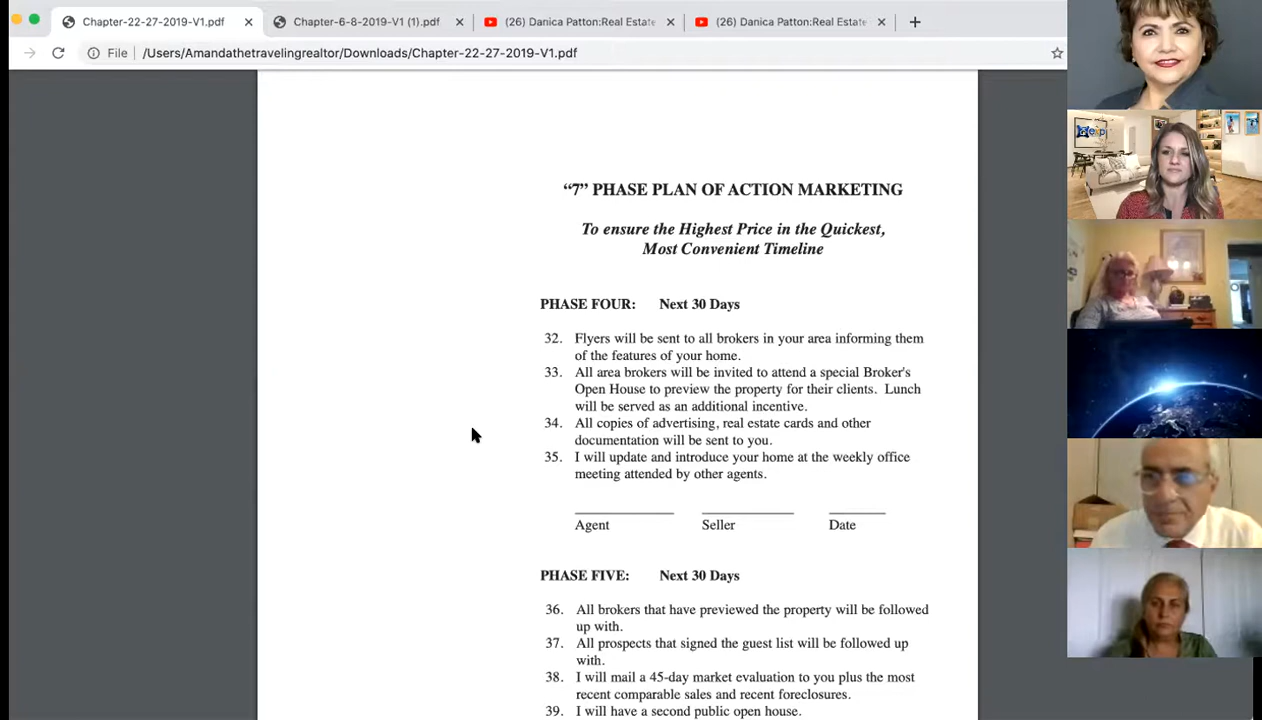 Chapter-22-27-2019-V1.pdf
Chapter-6-8-2019-V1 (1).pdf
(26) Danica Patton:Real Estate
(26) Danica Patton:Real Estate
File
/Users/Amandathetravelingrealtor/Downloads/Chapter-22-27-2019-V1.pdf
“7” PHASE PLAN OF ACTION MARKETING
To ensure the Highest Price in the Quickest,
Most Convenient Timeline
PHASE FOUR: Next 30 Days
32. Flyers will be sent to all brokers in your area informing them
of the features of your home.
33. All area brokers will be invited to attend a special Broker's
Open House to preview the property for their clients. Lunch
will be served as an additional incentive.
34. All copies of advertising, real estate cards and other
documentation will be sent to you.
35. I will update and introduce your home at the weekly office
meeting attended by other agents.
Agent Seller Date
PHASE FIVE: Next 30 Days
36. All brokers that have previewed the property will be followed
up with.
37. All prospects that signed the guest list will be followed up
with.
38. I will mail a 45-day market evaluation to you plus the most
recent comparable sales and recent foreclosures.
39. I will have a second public open house.